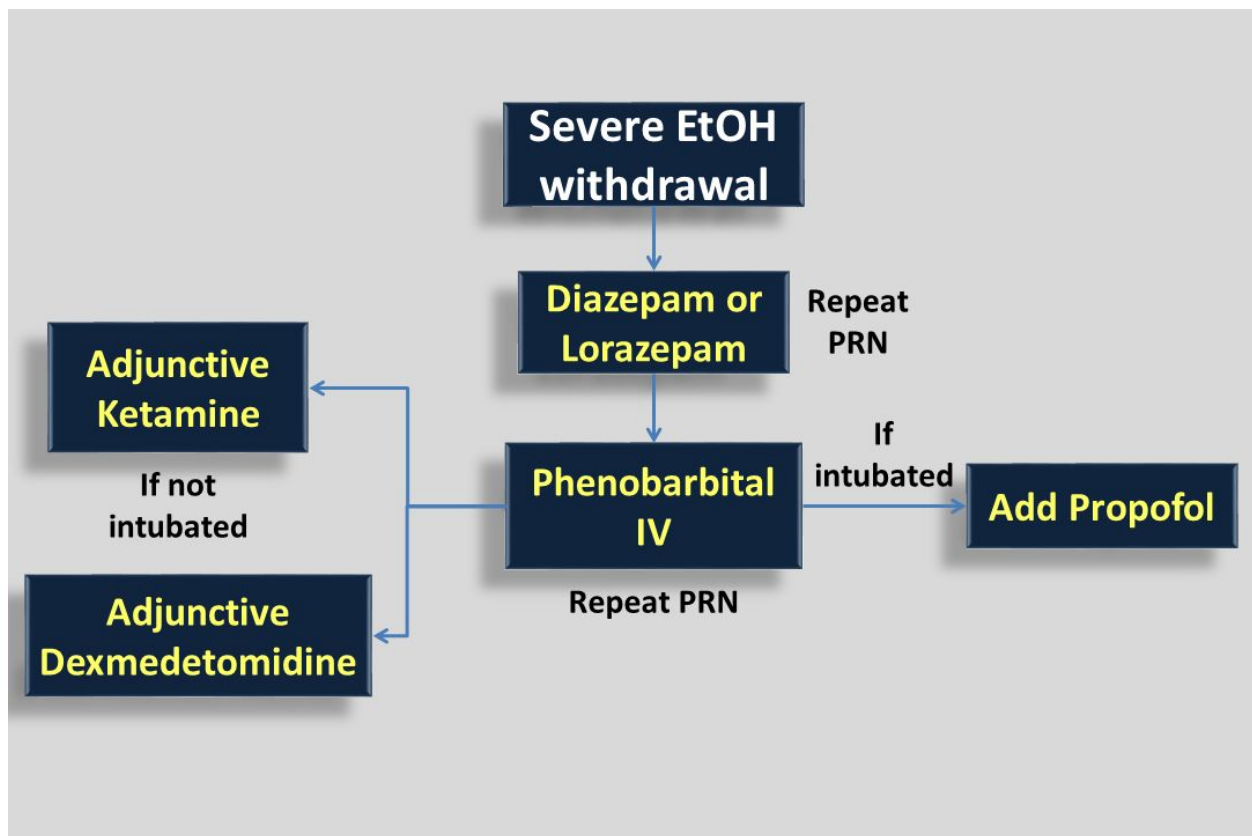 Severe EtOH
withdrawal
Diazepam or
Lorazepam
Repeat
PRN
Adjunctive
Ketamine
If not
intubated
Phenobarbital
IV
Repeat PRN
If
intubated
Add Propofol
Adjunctive
Dexmedetomidine